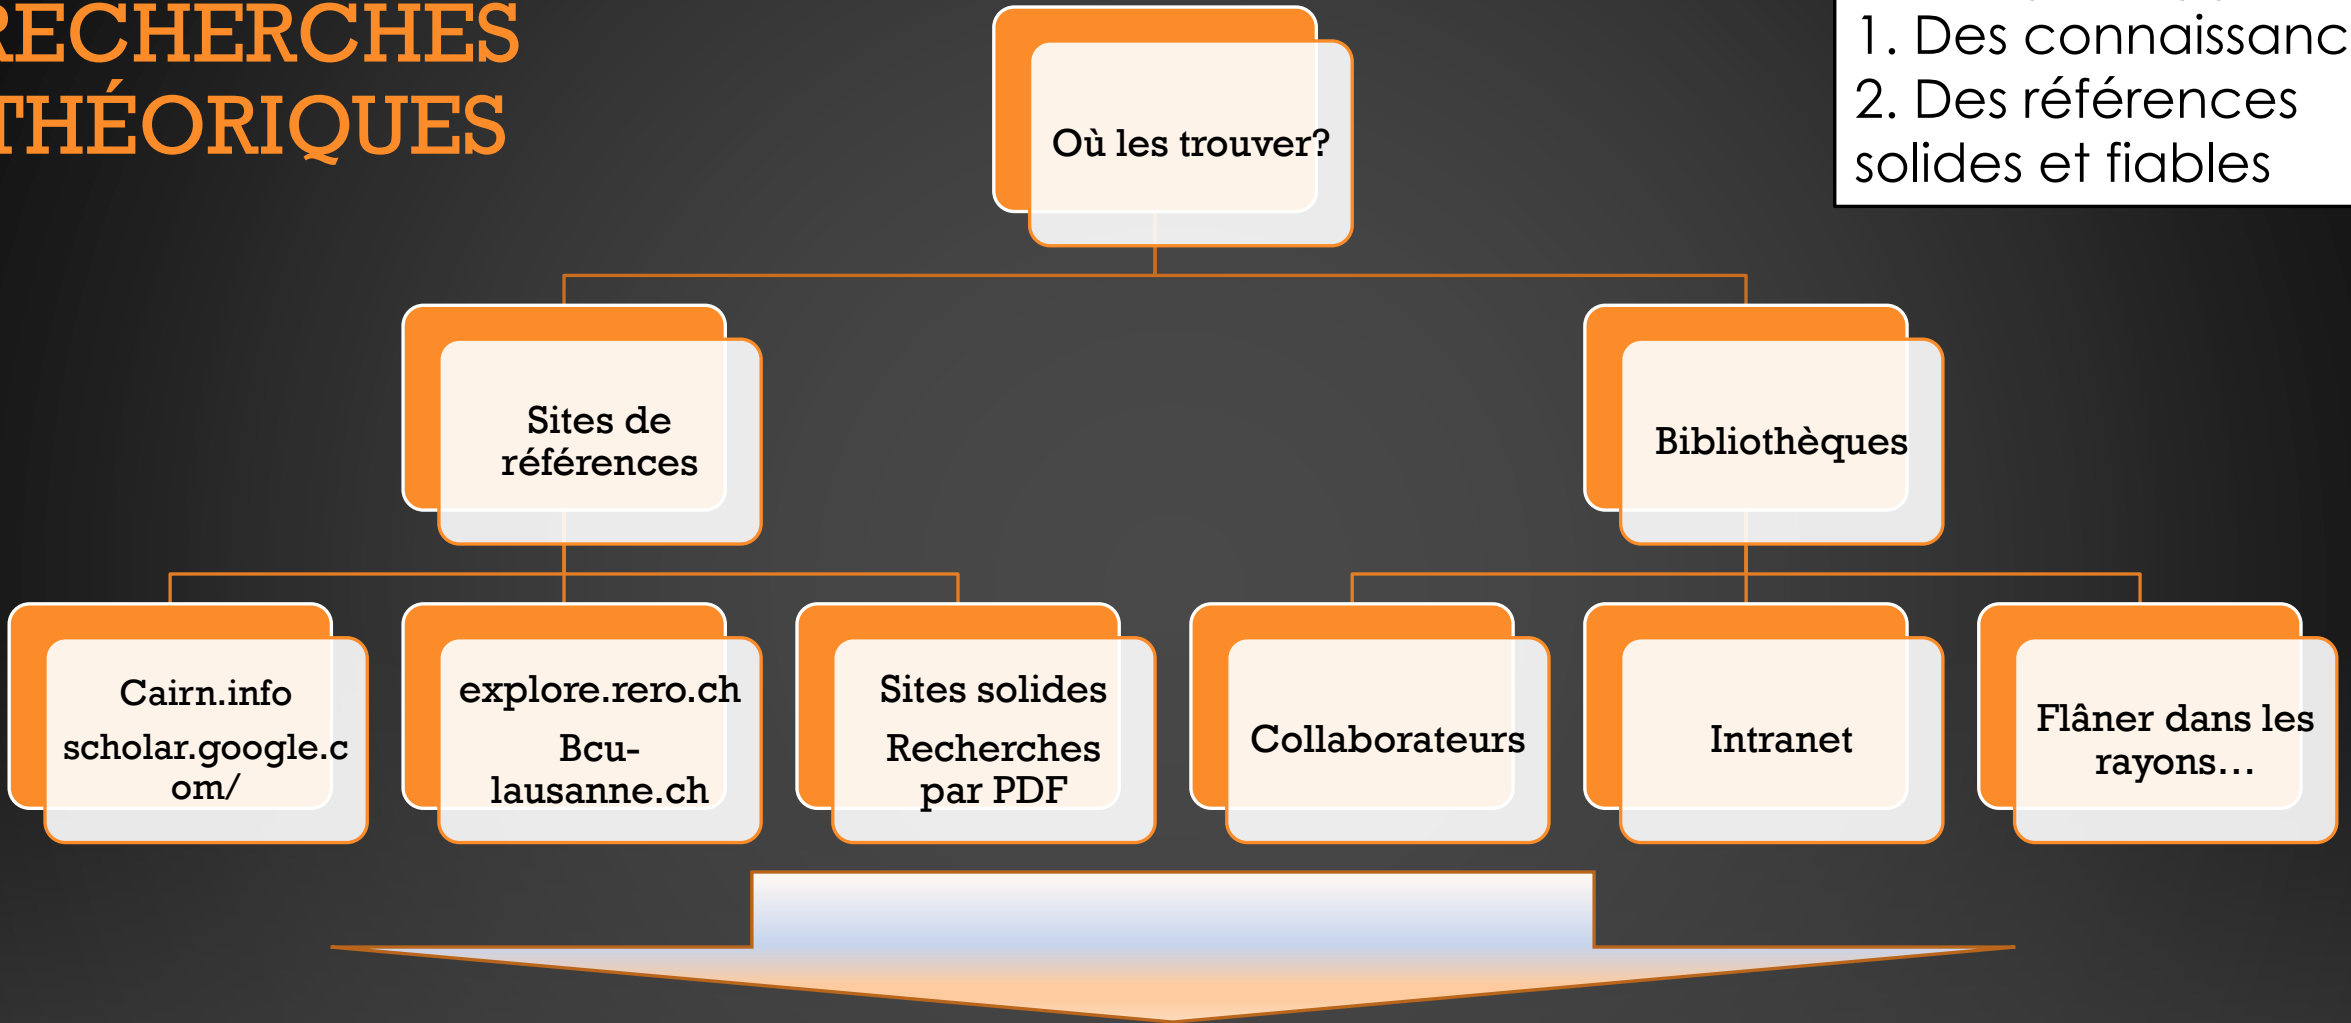 RECHERCHES
THÉORIQUES
1. Des connaissanc
2. Des références
solides et fiables
Où les trouver?
Sites de
références
Bibliothèques
Cairn.info
scholar.google.c
om/
explore.rero.ch
Bcu-
lausanne.ch
Sites solides
Recherches
par PDF
Collaborateurs
Intranet
Flâner dans les
rayons…